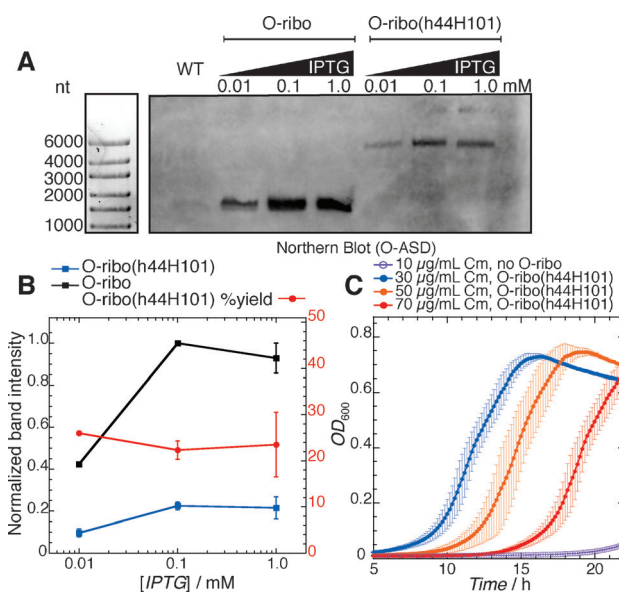 O-ribo O-ribo(h44H101)
A
WT IPTG IPTG
nt 0.01 0.1 1.0 0.01 0.1 1.0 mM
6000
4000
3000
2000
1000
Northern Blot (O-ASD)
B
O-ribo(h44H101)
O-ribo
O-ribo(h44H101) %yield
Normalized band intensity
1.0
0.8
0.6
0.4
0.2
0
50
40
30
20
10
0
0.01 0.1 1.0
[IPTG] / mM
C
10 µg/mL Cm, no O-ribo
30 µg/mL Cm, O-ribo(h44H101)
50 µg/mL Cm, O-ribo(h44H101)
70 µg/mL Cm, O-ribo(h44H101)
OD600
0.8
0.6
0.4
0.2
0
5 10 15 20
Time / h